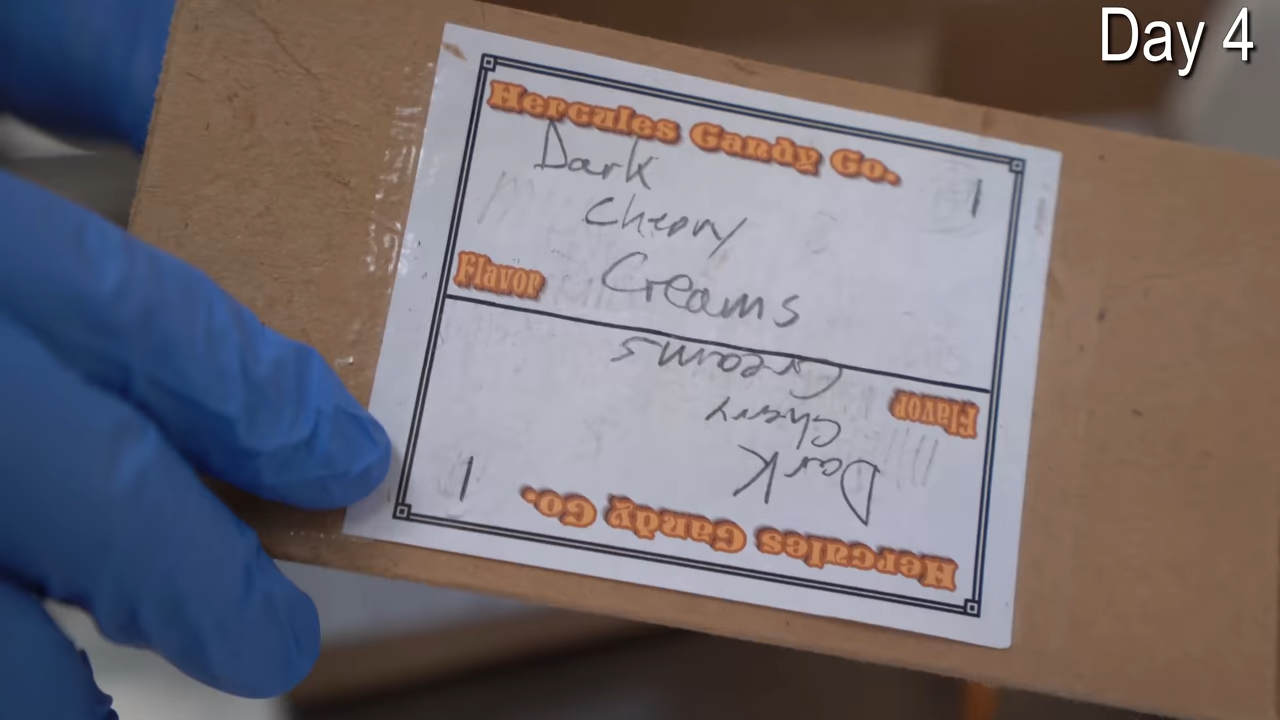 Day 4
Hercules Candy Co.
Dark
1
Cherry
Flavor
Creams
Hercules Candy Co.
Dark
1
Cherry
Flavor
Creams